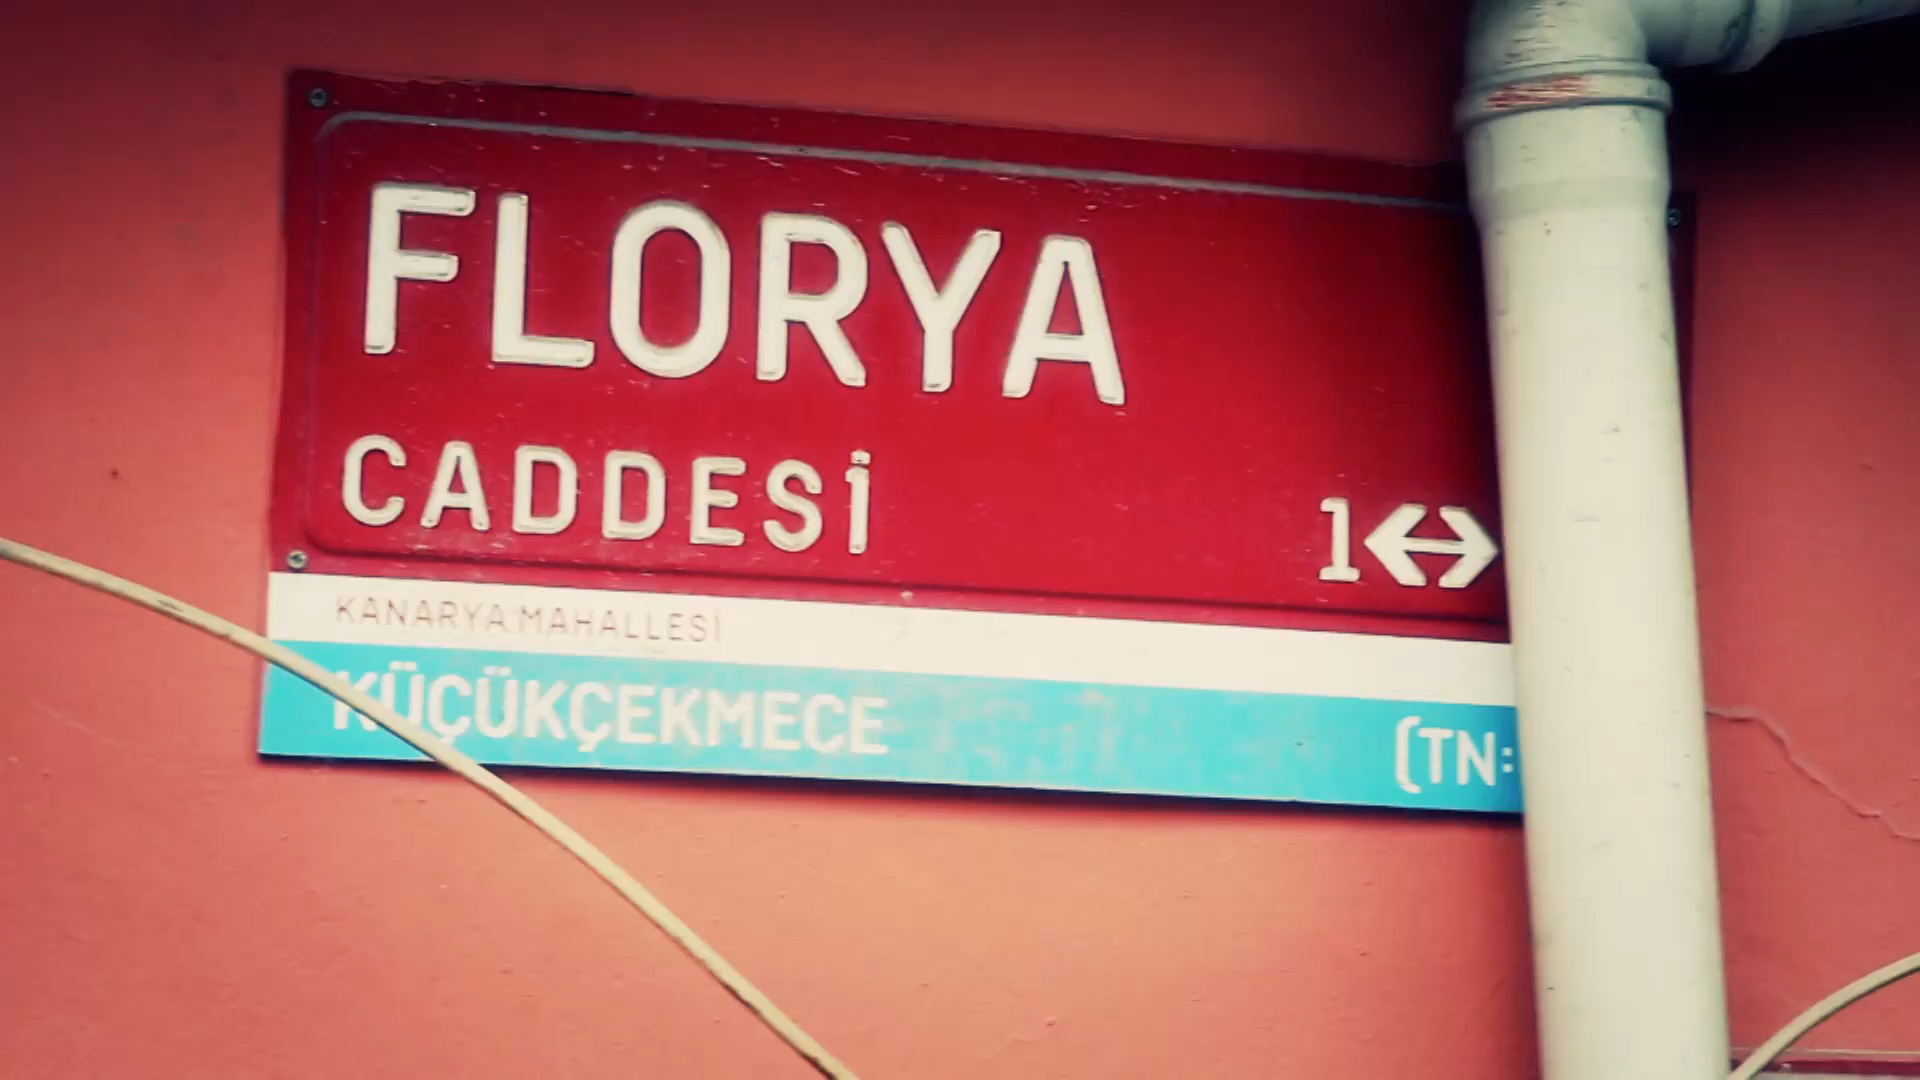 FLORYA
CADDESİ
1
KANARYA MAHALLESİ
KÜÇÜKÇEKMECE
(TN: